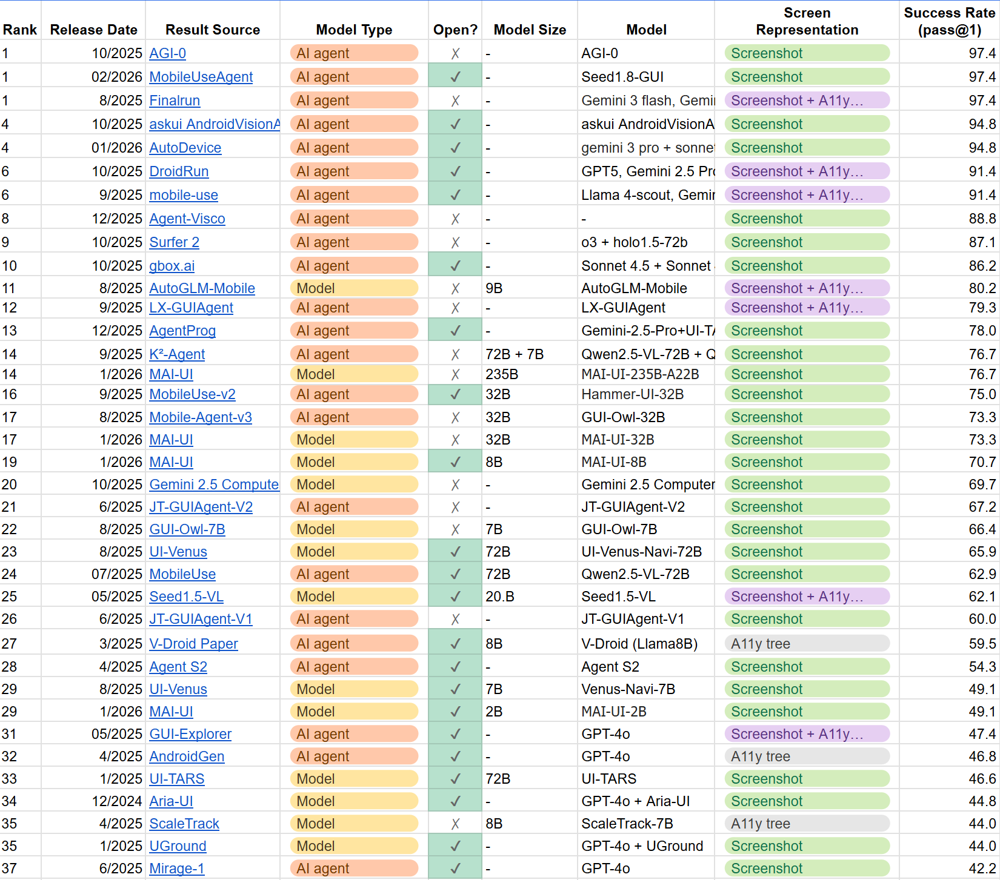 Rank Release Date Result Source Model Type Open? Model Size Model Screen Representation Success Rate (pass@1)
1 10/2025 AGI-0 AI agent ✗ - AGI-0 Screenshot 97.4
1 02/2026 MobileUseAgent AI agent ✓ - Seed1.8-GUI Screenshot 97.4
1 8/2025 Finalrun AI agent ✗ - Gemini 3 flash, Gemi Screenshot + A11y… 97.4
4 10/2025 askui AndroidVisionA AI agent ✓ - askui AndroidVisionA Screenshot 94.8
4 01/2026 AutoDevice AI agent ✓ - gemini 3 pro + sonnet Screenshot 94.8
6 10/2025 DroidRun AI agent ✓ - GPT5, Gemini 2.5 Pro Screenshot + A11y… 91.4
6 9/2025 mobile-use AI agent ✓ - Llama 4-scout, Gemi Screenshot + A11y… 91.4
8 12/2025 Agent-Visco AI agent ✗ - - Screenshot 88.8
9 10/2025 Surfer 2 AI agent ✗ - o3 + holo1.5-72b Screenshot 87.1
10 10/2025 gbox.ai AI agent ✓ - Sonnet 4.5 + Sonnet Screenshot 86.2
11 8/2025 AutoGLM-Mobile Model ✗ 9B AutoGLM-Mobile Screenshot + A11y… 80.2
12 9/2025 LX-GUIAgent AI agent ✗ - LX-GUIAgent Screenshot + A11y… 79.3
13 12/2025 AgentProg AI agent ✓ - Gemini-2.5-Pro+UI-TA Screenshot 78.0
14 9/2025 K²-Agent AI agent ✗ 72B + 7B Qwen2.5-VL-72B + Q Screenshot 76.7
14 1/2026 MAI-UI Model ✗ 235B MAI-UI-235B-A22B Screenshot 76.7
16 9/2025 MobileUse-v2 AI agent ✓ 32B Hammer-UI-32B Screenshot 75.0
17 8/2025 Mobile-Agent-v3 AI agent ✗ 32B GUI-Owl-32B Screenshot 73.3
17 1/2026 MAI-UI Model ✗ 32B MAI-UI-32B Screenshot 73.3
19 1/2026 MAI-UI Model ✓ 8B MAI-UI-8B Screenshot 70.7
20 10/2025 Gemini 2.5 Compute Model ✗ - Gemini 2.5 Computer Screenshot 69.7
21 6/2025 JT-GUIAgent-V2 AI agent ✗ - JT-GUIAgent-V2 Screenshot 67.2
22 8/2025 GUI-Owl-7B Model ✗ 7B GUI-Owl-7B Screenshot 66.4
23 8/2025 UI-Venus Model ✓ 72B UI-Venus-Navi-72B Screenshot 65.9
24 07/2025 MobileUse AI agent ✓ 72B Qwen2.5-VL-72B Screenshot 62.9
25 05/2025 Seed1.5-VL Model ✓ 20.B Seed1.5-VL Screenshot + A11y… 62.1
26 6/2025 JT-GUIAgent-V1 AI agent ✗ - JT-GUIAgent-V1 Screenshot 60.0
27 3/2025 V-Droid Paper AI agent ✓ 8B V-Droid (Llama8B) A11y tree 59.5
28 4/2025 Agent S2 AI agent ✓ - Agent S2 Screenshot 54.3
29 8/2025 UI-Venus Model ✓ 7B Venus-Navi-7B Screenshot 49.1
29 1/2026 MAI-UI Model ✓ 2B MAI-UI-2B Screenshot 49.1
31 05/2025 GUI-Explorer AI agent ✓ - GPT-4o Screenshot + A11y… 47.4
32 4/2025 AndroidGen AI agent ✓ - GPT-4o A11y tree 46.8
33 1/2025 UI-TARS Model ✓ 72B UI-TARS Screenshot 46.6
34 12/2024 Aria-UI Model ✓ - GPT-4o + Aria-UI Screenshot 44.8
35 4/2025 ScaleTrack Model ✗ 8B ScaleTrack-7B A11y tree 44.0
35 1/2025 UGround Model ✓ - GPT-4o + UGround Screenshot 44.0
37 6/2025 Mirage-1 AI agent ✓ - GPT-4o Screenshot 42.2